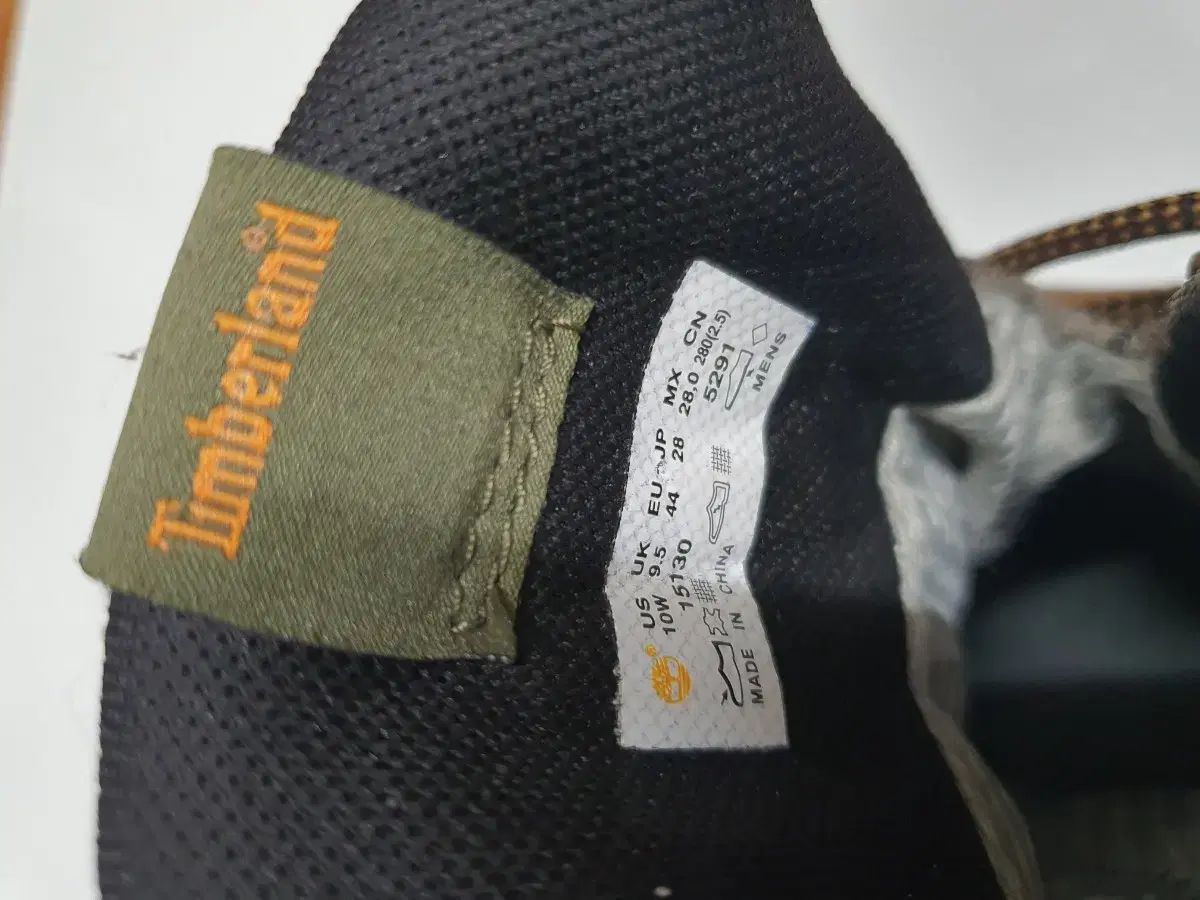 Timberland®
US UK EU JP MX CN
10W 9.5 44 28 28,0 280(2.5)
15130 5291
MADE IN CHINA MENS